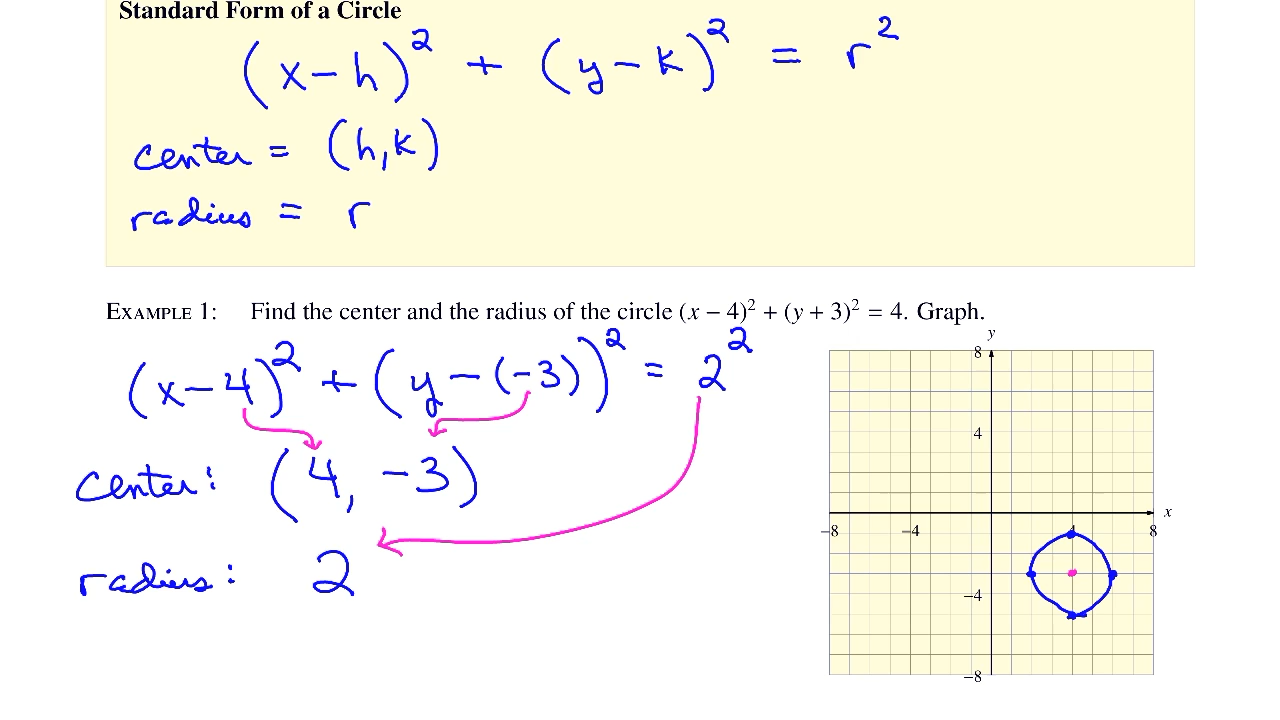 Standard Form of a Circle
(x-h)² + (y-k)² = r²
center = (h,k)
radius = r
EXAMPLE 1: Find the center and the radius of the circle (x − 4)² + (y + 3)² = 4. Graph.
(x-4)² + (y-(-3))² = 2²
center: (4, -3)
radius: 2
y
8
4
x
−8 −4 4 8
−4
−8